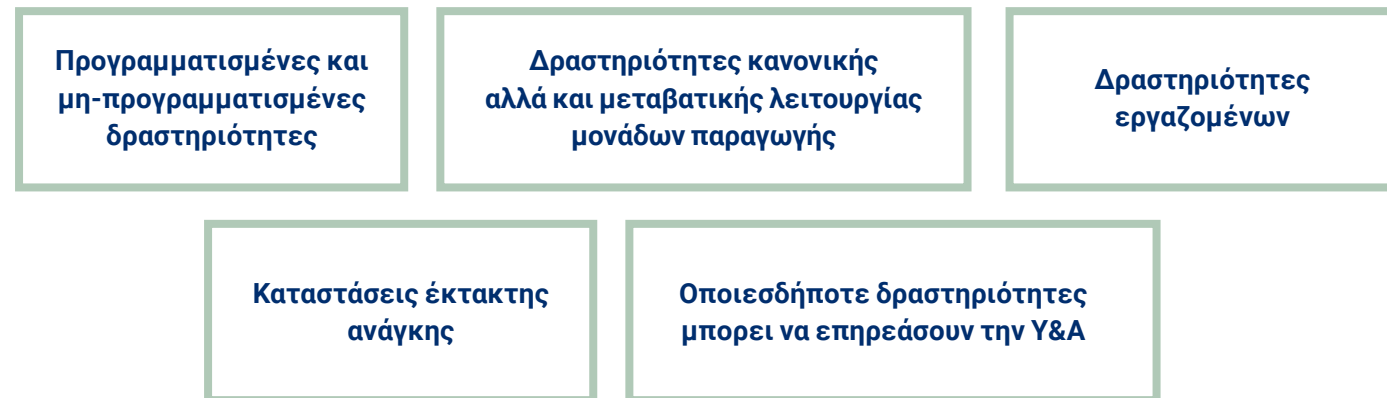 Προγραμματισμένες και
μη-προγραμματισμένες
δραστηριότητες
Δραστηριότητες κανονικής
αλλά και μεταβατικής λειτουργίας
μονάδων παραγωγής
Δραστηριότητες
εργαζομένων
Καταστάσεις έκτακτης
ανάγκης
Οποιεσδήποτε δραστηριότητες
μπορει να επηρεάσουν την Υ&Α